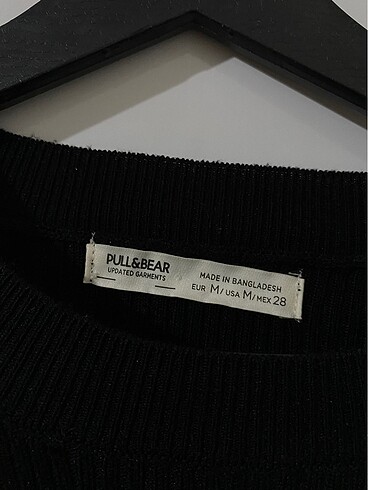 PULL&BEAR
UPDATED GARMENTS
MADE IN BANGLADESH
EUR M/ USA M/ MEX 28